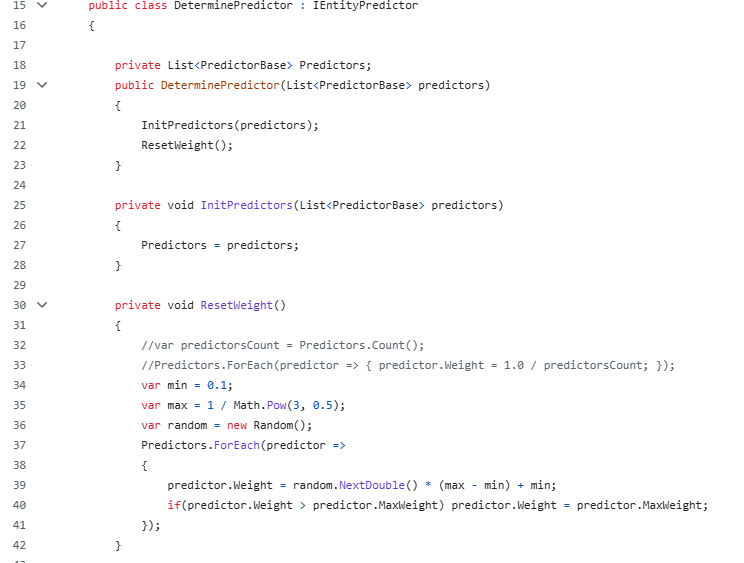 15 public class DeterminePredictor : IEntityPredictor
16 {
17
18 private List<PredictorBase> Predictors;
19 public DeterminePredictor(List<PredictorBase> predictors)
20 {
21 InitPredictors(predictors);
22 ResetWeight();
23 }
24
25 private void InitPredictors(List<PredictorBase> predictors)
26 {
27 Predictors = predictors;
28 }
29
30 private void ResetWeight()
31 {
32 //var predictorsCount = Predictors.Count();
33 //Predictors.ForEach(predictor => { predictor.Weight = 1.0 / predictorsCount; });
34 var min = 0.1;
35 var max = 1 / Math.Pow(3, 0.5);
36 var random = new Random();
37 Predictors.ForEach(predictor =>
38 {
39 predictor.Weight = random.NextDouble() * (max - min) + min;
40 if(predictor.Weight > predictor.MaxWeight) predictor.Weight = predictor.MaxWeight;
41 });
42 }